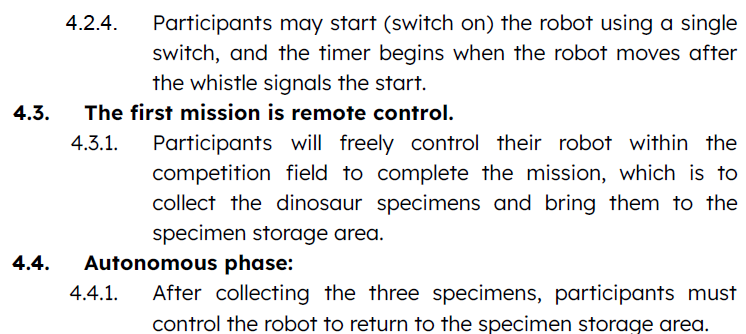 4.2.4. Participants may start (switch on) the robot using a single
switch, and the timer begins when the robot moves after
the whistle signals the start.
4.3. The first mission is remote control.
4.3.1. Participants will freely control their robot within the
competition field to complete the mission, which is to
collect the dinosaur specimens and bring them to the
specimen storage area.
4.4. Autonomous phase:
4.4.1. After collecting the three specimens, participants must
control the robot to return to the specimen storage area.